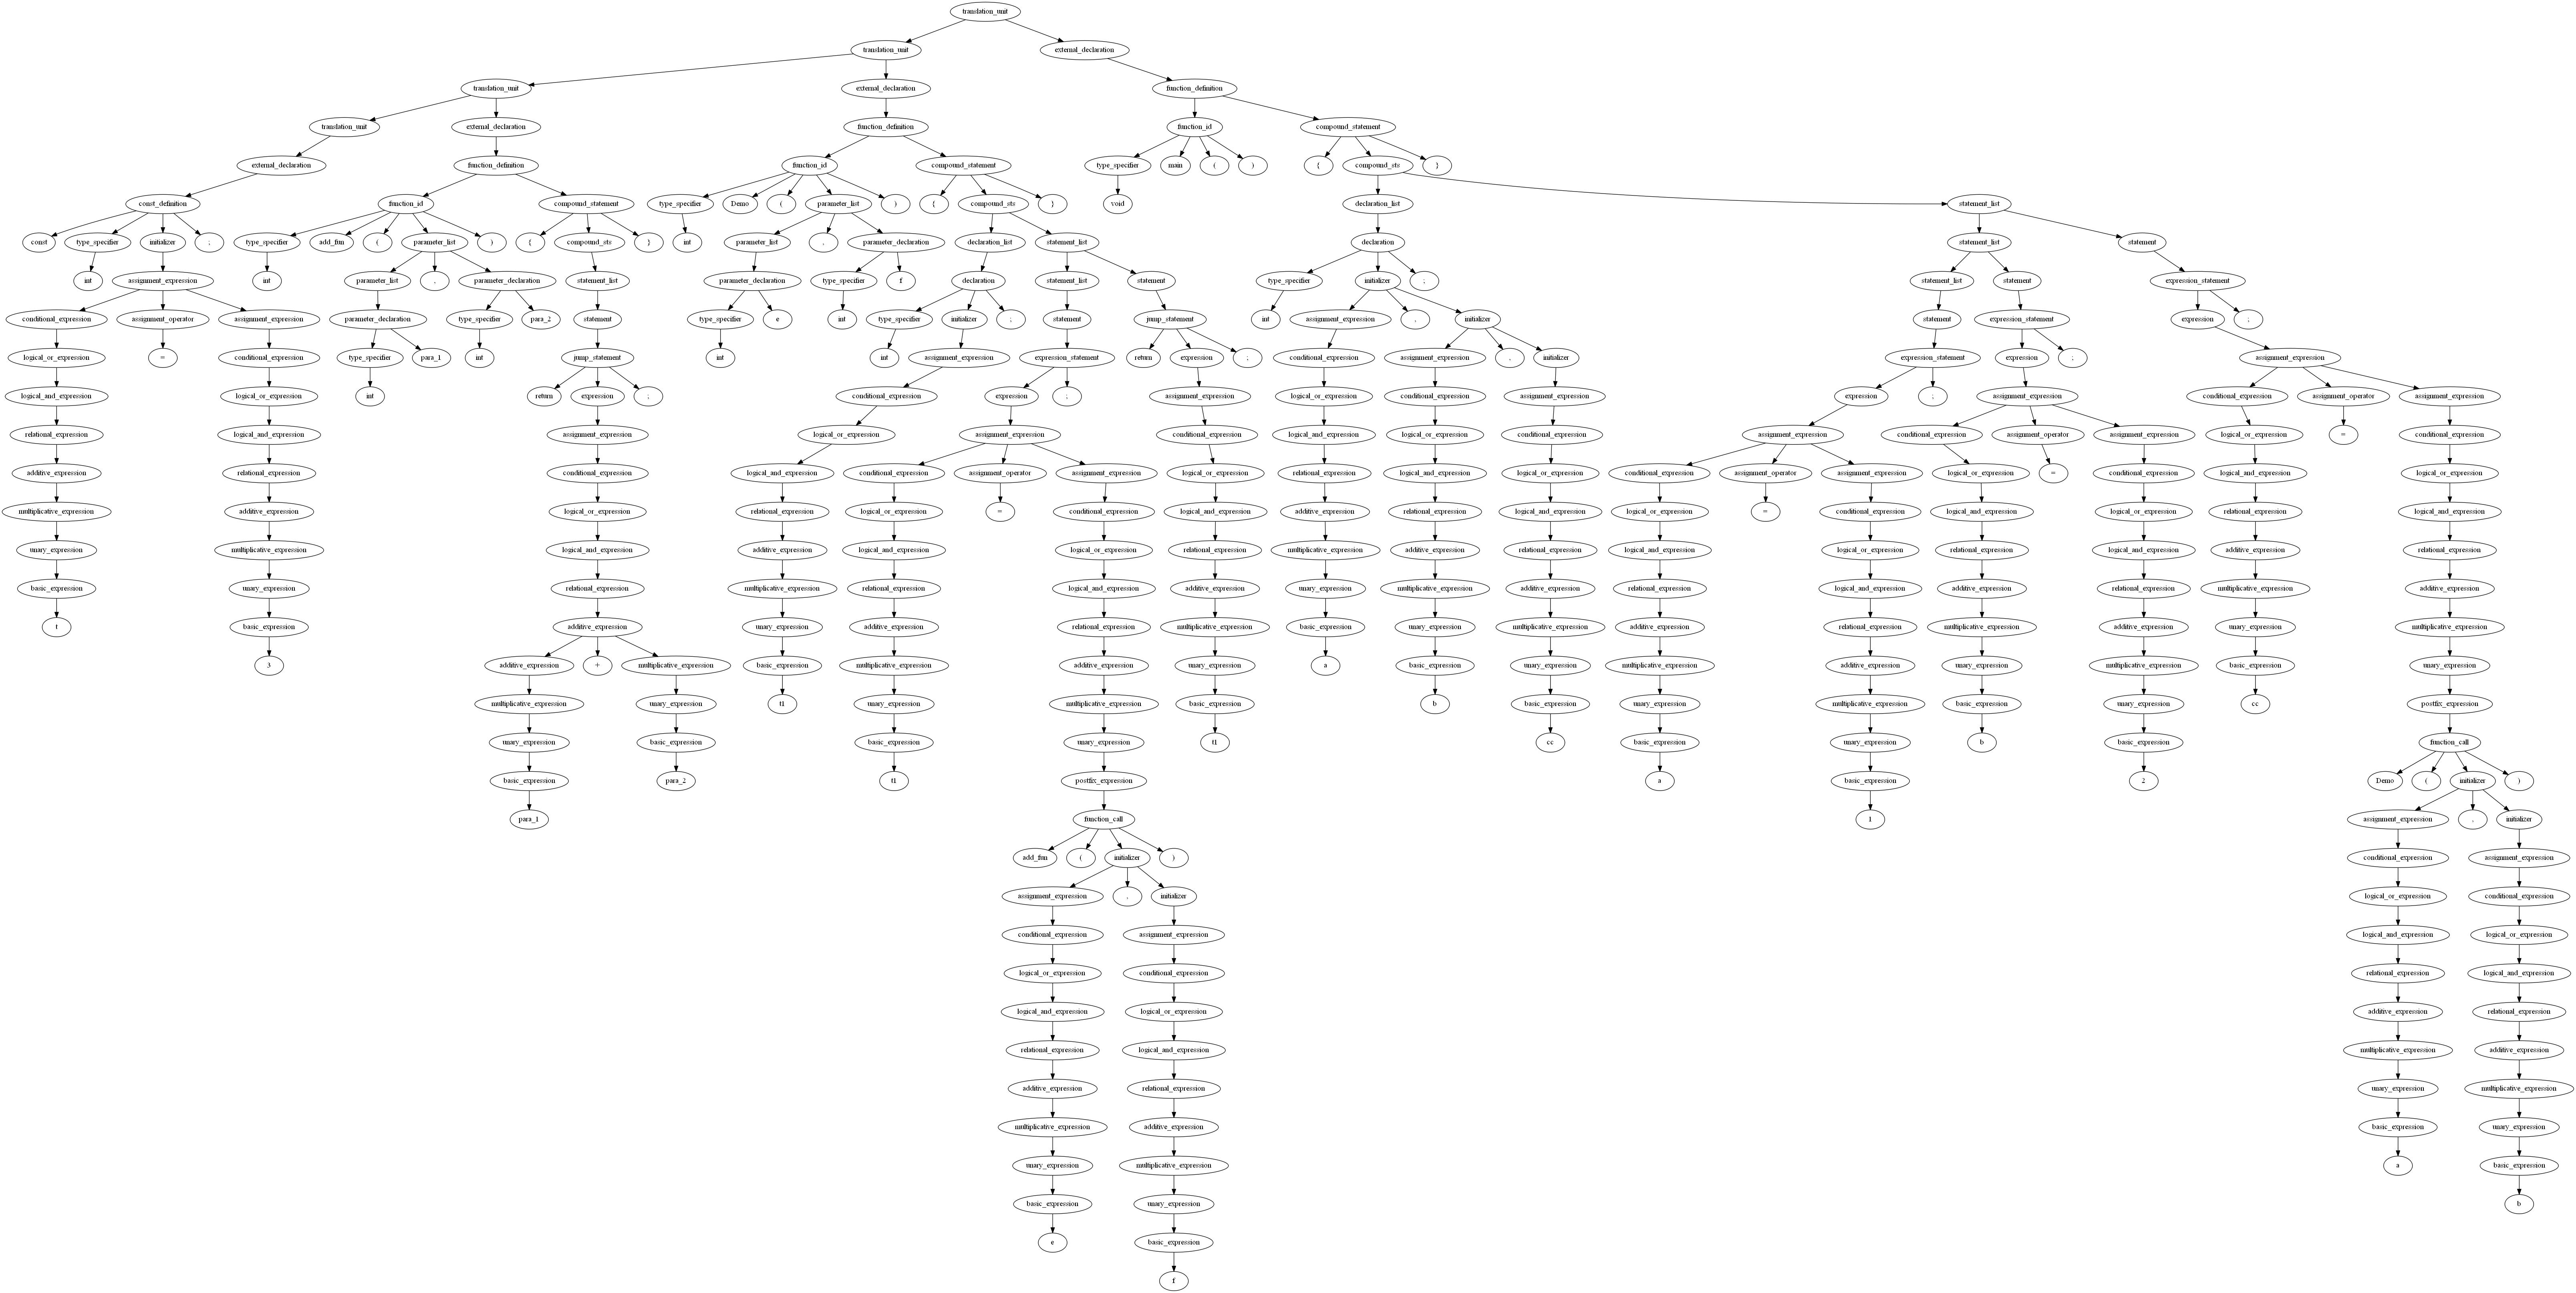 translation_unit
translation_unit external_declaration
translation_unit external_declaration function_definition
translation_unit external_declaration function_definition function_id compound_statement
external_declaration function_definition function_id compound_statement type_specifier main ( ) { compound_sts }
const_definition function_id compound_statement type_specifier Demo ( parameter_list ) { compound_sts } void declaration_list statement_list
const type_specifier initializer ; type_specifier add_fun ( parameter_list ) { compound_sts } int parameter_list , parameter_declaration declaration_list statement_list declaration statement_list statement
int assignment_expression int parameter_list , parameter_declaration statement_list parameter_declaration type_specifier f declaration statement_list statement type_specifier initializer ; statement_list statement expression_statement
conditional_expression assignment_operator assignment_expression parameter_declaration type_specifier para_2 statement type_specifier e int type_specifier initializer ; statement jump_statement int assignment_expression , initializer statement expression_statement expression ;
logical_or_expression = conditional_expression type_specifier para_1 int jump_statement int int assignment_expression expression_statement return expression ; conditional_expression assignment_expression , initializer expression_statement expression ; assignment_expression
logical_and_expression logical_or_expression int return expression ; conditional_expression expression ; assignment_expression logical_or_expression conditional_expression assignment_expression expression ; assignment_expression conditional_expression assignment_operator assignment_expression
relational_expression logical_and_expression assignment_expression logical_or_expression assignment_expression conditional_expression logical_and_expression logical_or_expression conditional_expression assignment_expression conditional_expression assignment_operator assignment_expression logical_or_expression = conditional_expression
additive_expression relational_expression conditional_expression logical_and_expression conditional_expression assignment_operator assignment_expression logical_or_expression relational_expression logical_and_expression logical_or_expression conditional_expression assignment_operator assignment_expression logical_or_expression = conditional_expression logical_and_expression logical_or_expression
multiplicative_expression additive_expression logical_or_expression relational_expression logical_or_expression = conditional_expression logical_and_expression additive_expression relational_expression logical_and_expression logical_or_expression = conditional_expression logical_and_expression logical_or_expression relational_expression logical_and_expression
unary_expression multiplicative_expression logical_and_expression additive_expression logical_and_expression logical_or_expression relational_expression multiplicative_expression additive_expression relational_expression logical_and_expression logical_or_expression relational_expression logical_and_expression additive_expression relational_expression
basic_expression unary_expression relational_expression multiplicative_expression relational_expression logical_and_expression additive_expression unary_expression multiplicative_expression additive_expression relational_expression logical_and_expression additive_expression relational_expression multiplicative_expression additive_expression
t basic_expression additive_expression unary_expression additive_expression relational_expression multiplicative_expression basic_expression unary_expression multiplicative_expression additive_expression relational_expression multiplicative_expression additive_expression unary_expression multiplicative_expression
3 additive_expression + multiplicative_expression basic_expression multiplicative_expression additive_expression unary_expression a basic_expression unary_expression multiplicative_expression additive_expression unary_expression multiplicative_expression basic_expression unary_expression
multiplicative_expression unary_expression t1 unary_expression multiplicative_expression basic_expression b basic_expression unary_expression multiplicative_expression basic_expression unary_expression cc postfix_expression
unary_expression basic_expression basic_expression unary_expression t1 cc basic_expression unary_expression b basic_expression function_call
basic_expression para_2 t1 postfix_expression a basic_expression 2 Demo ( initializer )
para_1 function_call 1 assignment_expression , initializer
add_fun ( initializer ) conditional_expression assignment_expression
assignment_expression , initializer logical_or_expression conditional_expression
conditional_expression assignment_expression logical_and_expression logical_or_expression
logical_or_expression conditional_expression relational_expression logical_and_expression
logical_and_expression logical_or_expression additive_expression relational_expression
relational_expression logical_and_expression multiplicative_expression additive_expression
additive_expression relational_expression unary_expression multiplicative_expression
multiplicative_expression additive_expression basic_expression unary_expression
unary_expression multiplicative_expression a basic_expression
basic_expression unary_expression b
e basic_expression
f